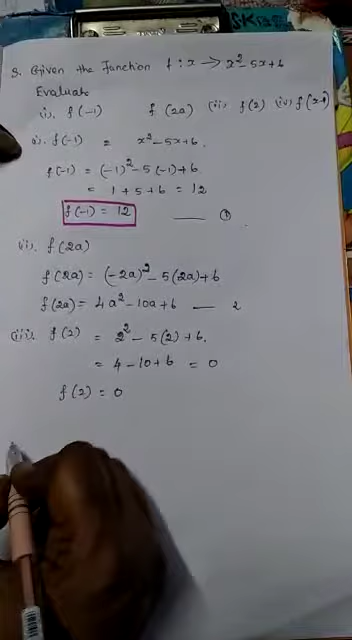 3. Given the function f : x → x² - 5x + 6
Evaluate
(i). f(-1) f(2a) (iii) f(2) (iv) f(x-1)
i). f(-1) = x² - 5x + 6.
f(-1) = (-1)² - 5(-1) + 6
= 1 + 5 + 6 = 12
f(-1) = 12 —— ①
(ii). f(2a)
f(2a) = (-2a)² - 5(2a) + 6
f(2a) = 4a² - 10a + 6 —— 2
(iii). f(2) = 2² - 5(2) + 6.
= 4 - 10 + 6 = 0
f(2) = 0